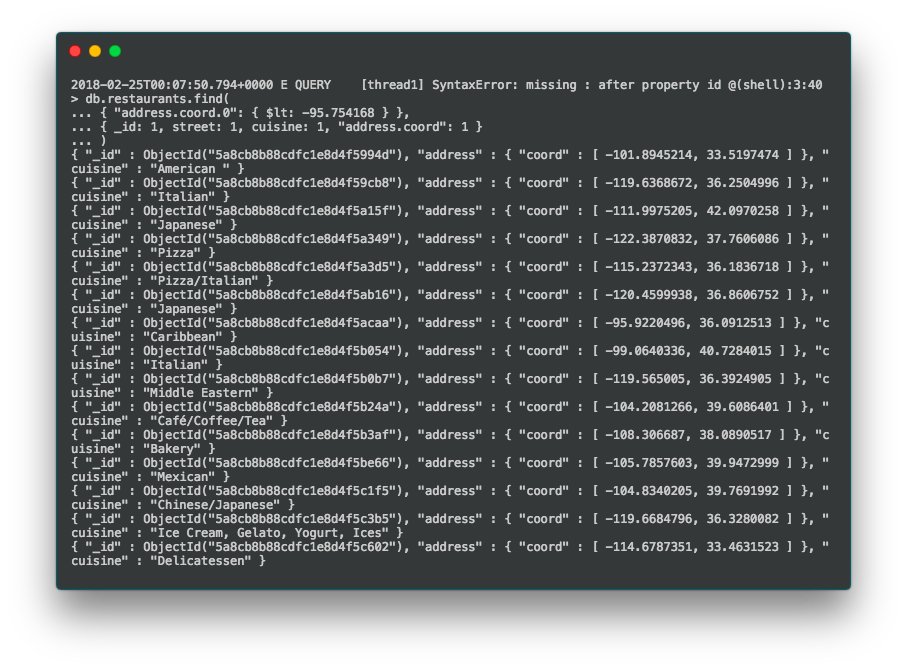 2018-02-25T00:07:50.794+0000 E QUERY    [thread1] SyntaxError: missing : after property id @(shell):3:40
> db.restaurants.find(
... { "address.coord.0": { $lt: -95.754168 } },
... { _id: 1, street: 1, cuisine: 1, "address.coord": 1 }
... )
{ "_id" : ObjectId("5a8cb8b88cdfc1e8d4f5994d"), "address" : { "coord" : [ -101.8945214, 33.5197474 ] }, "
cuisine" : "American " }
{ "_id" : ObjectId("5a8cb8b88cdfc1e8d4f59cb8"), "address" : { "coord" : [ -119.6368672, 36.2504996 ] }, "
cuisine" : "Italian" }
{ "_id" : ObjectId("5a8cb8b88cdfc1e8d4f5a15f"), "address" : { "coord" : [ -111.9975205, 42.0970258 ] }, "
cuisine" : "Japanese" }
{ "_id" : ObjectId("5a8cb8b88cdfc1e8d4f5a349"), "address" : { "coord" : [ -122.3870832, 37.7606086 ] }, "
cuisine" : "Pizza" }
{ "_id" : ObjectId("5a8cb8b88cdfc1e8d4f5a3d5"), "address" : { "coord" : [ -115.2372343, 36.1836718 ] }, "
cuisine" : "Pizza/Italian" }
{ "_id" : ObjectId("5a8cb8b88cdfc1e8d4f5ab16"), "address" : { "coord" : [ -120.4599938, 36.8606752 ] }, "
cuisine" : "Japanese" }
{ "_id" : ObjectId("5a8cb8b88cdfc1e8d4f5acaa"), "address" : { "coord" : [ -95.9220496, 36.0912513 ] }, "c
uisine" : "Caribbean" }
{ "_id" : ObjectId("5a8cb8b88cdfc1e8d4f5b054"), "address" : { "coord" : [ -99.0640336, 40.7284015 ] }, "c
uisine" : "Italian" }
{ "_id" : ObjectId("5a8cb8b88cdfc1e8d4f5b0b7"), "address" : { "coord" : [ -119.565005, 36.3924905 ] }, "c
uisine" : "Middle Eastern" }
{ "_id" : ObjectId("5a8cb8b88cdfc1e8d4f5b24a"), "address" : { "coord" : [ -104.2081266, 39.6086401 ] }, "
cuisine" : "Café/Coffee/Tea" }
{ "_id" : ObjectId("5a8cb8b88cdfc1e8d4f5b3af"), "address" : { "coord" : [ -108.306687, 38.0890517 ] }, "c
uisine" : "Bakery" }
{ "_id" : ObjectId("5a8cb8b88cdfc1e8d4f5be66"), "address" : { "coord" : [ -105.7857603, 39.9472999 ] }, "
cuisine" : "Mexican" }
{ "_id" : ObjectId("5a8cb8b88cdfc1e8d4f5c1f5"), "address" : { "coord" : [ -104.8340205, 39.7691992 ] }, "
cuisine" : "Chinese/Japanese" }
{ "_id" : ObjectId("5a8cb8b88cdfc1e8d4f5c3b5"), "address" : { "coord" : [ -119.6684796, 36.3280082 ] }, "
cuisine" : "Ice Cream, Gelato, Yogurt, Ices" }
{ "_id" : ObjectId("5a8cb8b88cdfc1e8d4f5c602"), "address" : { "coord" : [ -114.6787351, 33.4631523 ] }, "
cuisine" : "Delicatessen" }